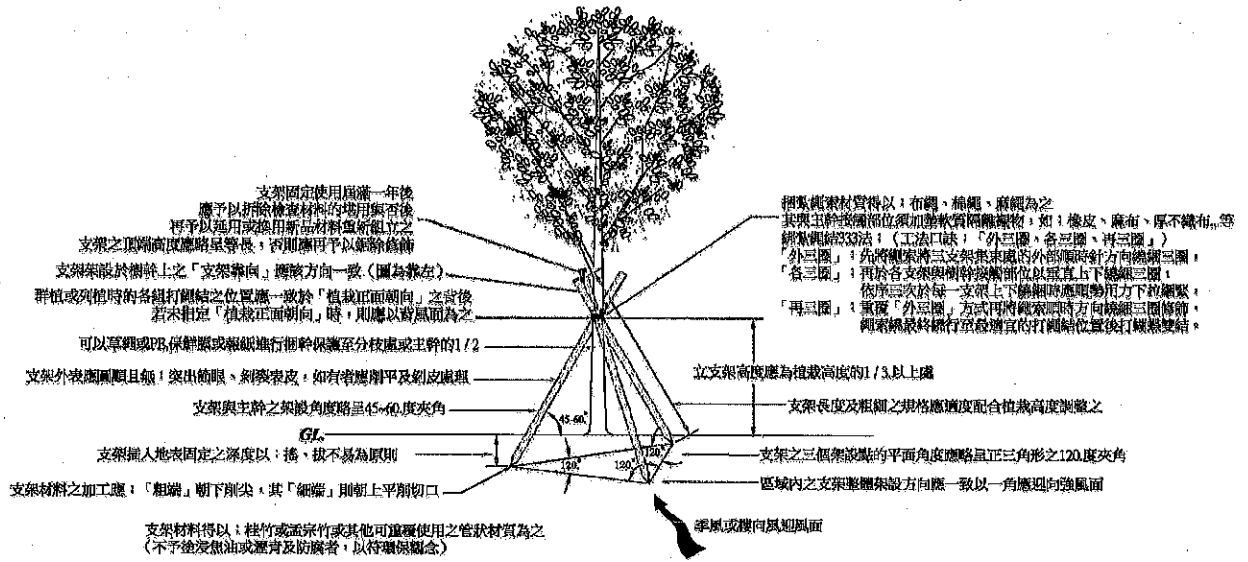 支架固定使用屆滿一年後
應予以拆除檢查材料的堪用與否後
再予以延用或換用新品材料重新組立之
支架之頂端高度應略呈等長，否則應再予以鋸除修飾
支架架設於樹幹上之「支架靠向」應該方向一致（圖為靠左）
群植或列植時的各組打繩結之位置應一致於「植栽正面朝向」之背後
若未指定「植栽正面朝向」時，則應以背風面為之
可以草繩或PE保鮮膜或報紙進行樹幹保護至分枝處或主幹的1/2
支架外表應圓順且無：突出節眼、剝裂表皮，如有者應削平及剝皮處理
支架與主幹之架設角度略呈45~60.度夾角
GL.
支架插入地表固定之深度以：搖、拔不易為原則
支架材料之加工應：「粗端」朝下削尖，其「細端」則朝上平削切口
支架材料得以：桂竹或孟宗竹或其他可重複使用之管狀材質為之
（不予塗浸焦油或瀝青及防腐者，以符環保觀念）
45~60.°
120.°
120.°
120.°
捆紮繩索材質得以：布繩、棉繩、麻繩為之
其與主幹接觸部位須加墊軟質隔離襯物，如：橡皮、麻布、厚不織布…等
綁紮繩結333法：（工法口訣：「外三圈、各三圈、再三圈」）
「外三圈」：先將繩索將三支架集束處的外部順時針方向繞綑三圈，
「各三圈」：再於各支架與樹幹接觸部位以垂直上下繞綑三圈，
依序三次於每一支架上下繞綑時應順勢用力下拉綑緊，
「再三圈」：重覆「外三圈」方式再將繩索順時方向繞綑三圈修飾，
繩索綑最終繞行至最適宜的打繩結位置後打繩繫雙結。
立支架高度應為植栽高度的1/3.以上處
支架長度及粗細之規格應適度配合植栽高度調整之
支架之三個架設點的平面角度應略呈正三角形之120.度夾角
區域內之支架整體架設方向應一致以一角應迎向強風面
季風或樓向風迎風面